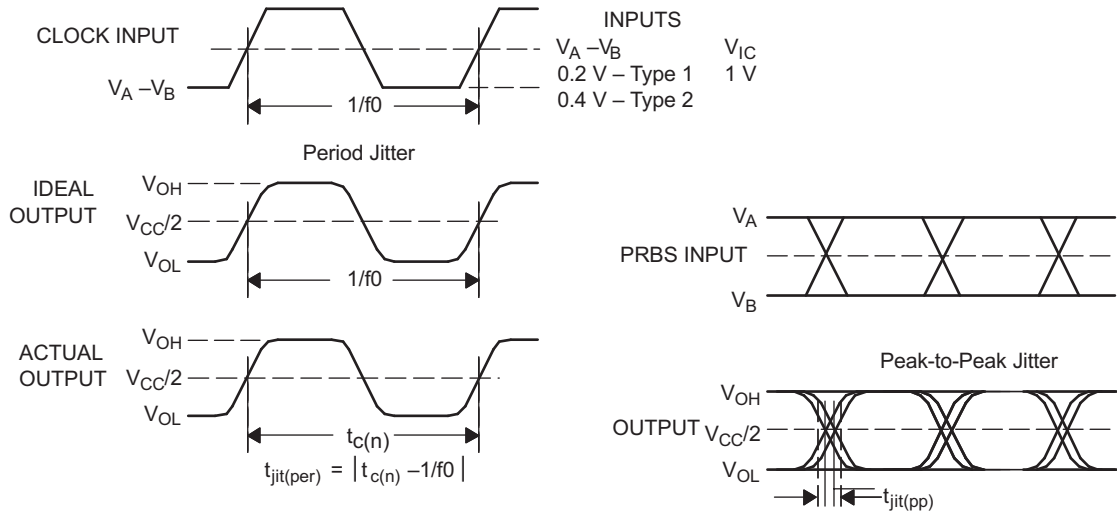 CLOCK INPUT
V_A –V_B
1/f0
INPUTS
V_A –V_B V_IC
0.2 V – Type 1 1 V
0.4 V – Type 2
Period Jitter
IDEAL
OUTPUT
V_OH
V_CC/2
V_OL
1/f0
ACTUAL
OUTPUT
V_OH
V_CC/2
V_OL
t_c(n)
t_jit(per) = |t_c(n) –1/f0|
V_A
PRBS INPUT
V_B
Peak-to-Peak Jitter
V_OH
OUTPUT V_CC/2
V_OL
t_jit(pp)